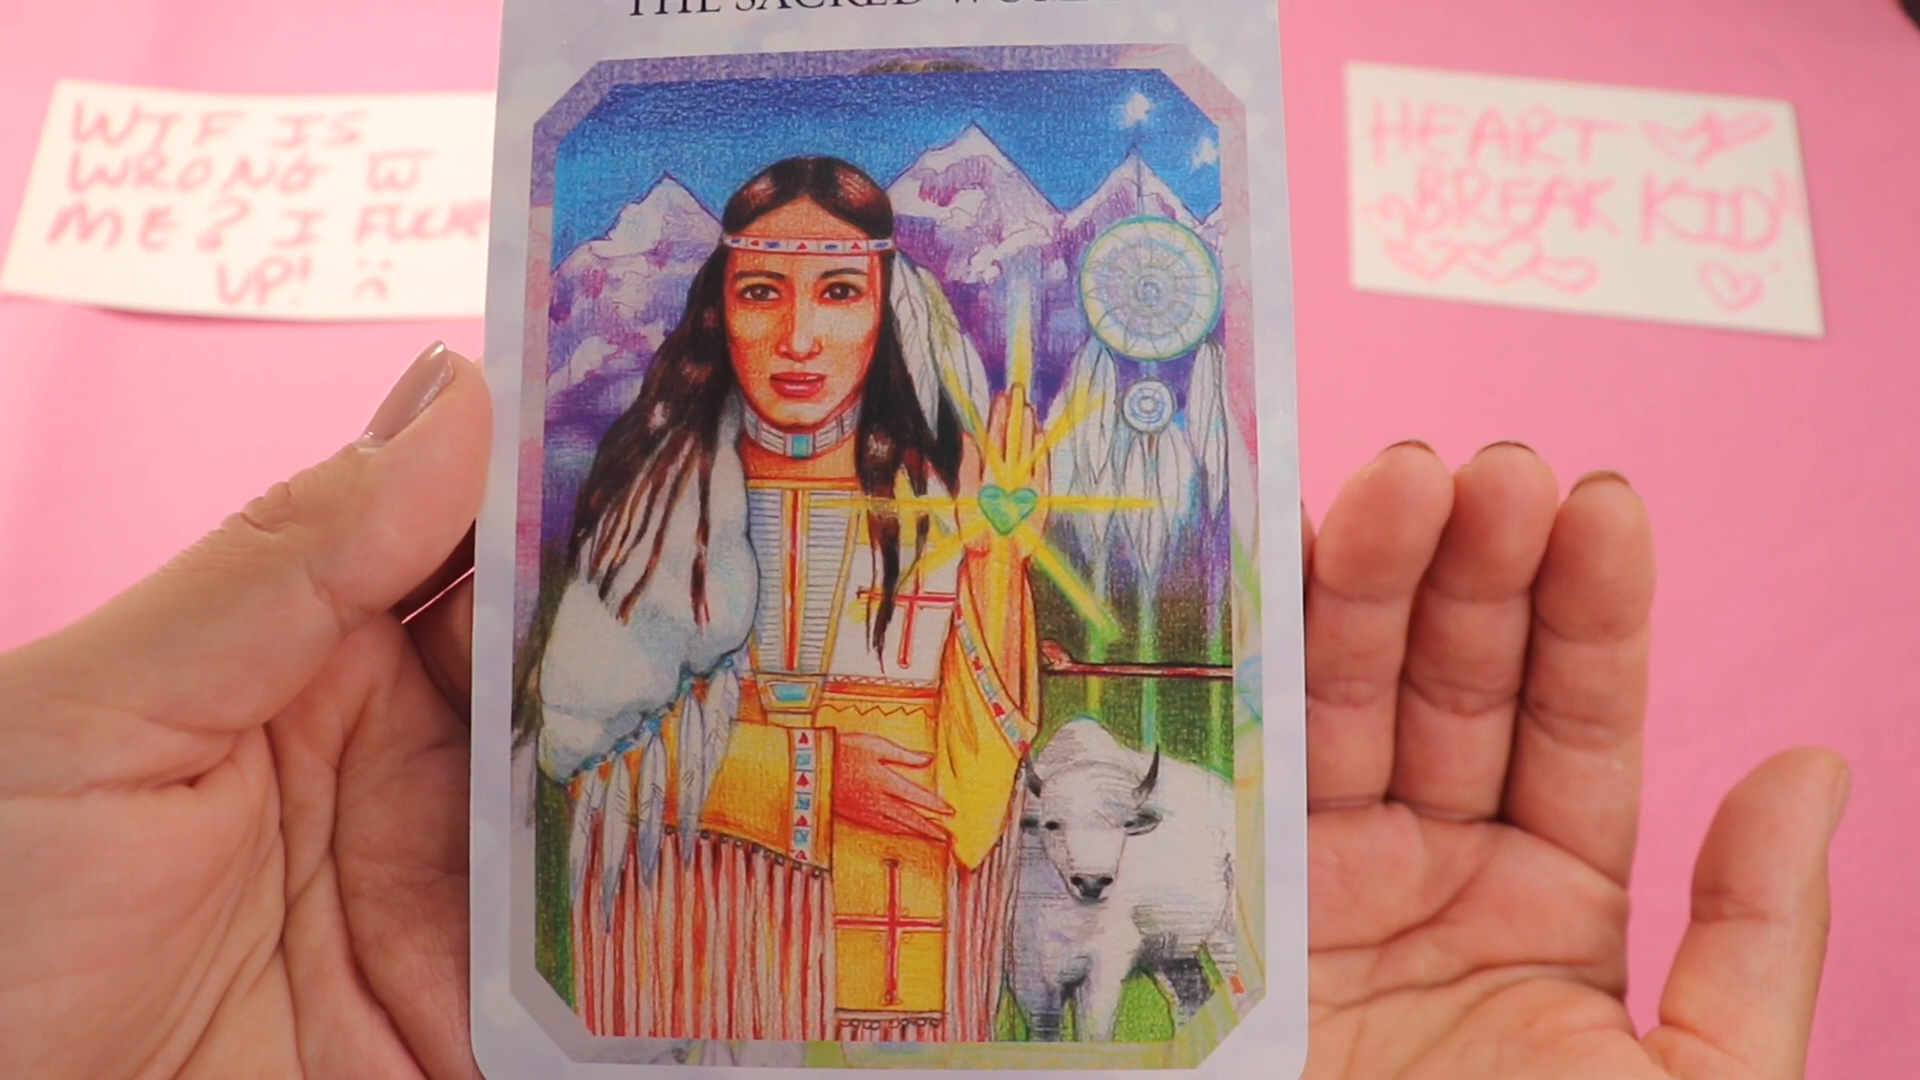 THE SACRED
WTF IS
WRONG W̅
ME? I
UP! :(
HEART
BREAK KID!